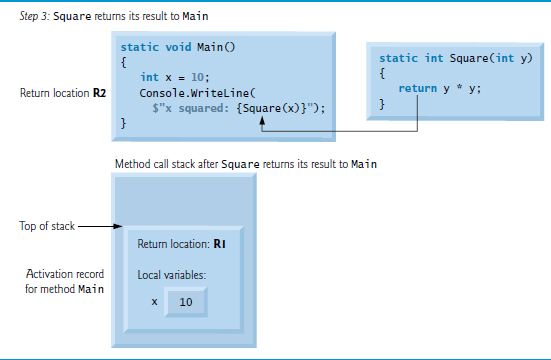 Step 3: Square returns its result to Main
static void Main()
{
int x = 10;
Console.WriteLine(
$"x squared: {Square(x)}");
}
Return location R2
static int Square(int y)
{
return y * y;
}
Method call stack after Square returns its result to Main
Top of stack
Return location: R1
Activation record
for method Main
Local variables:
x 10